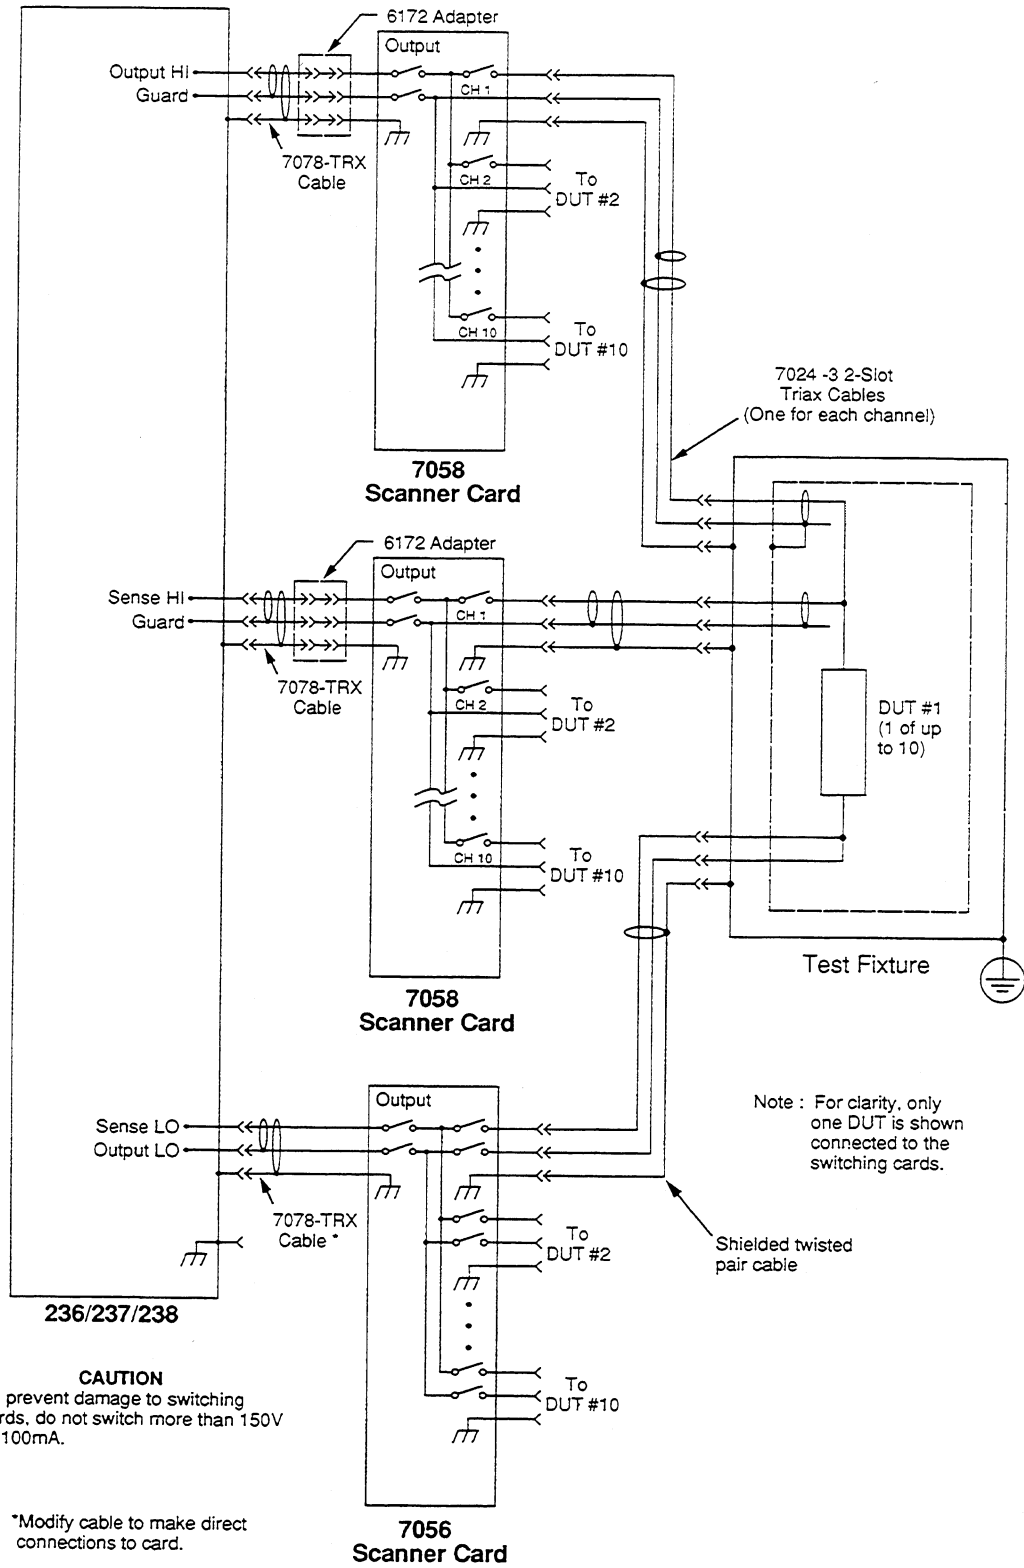 6172 Adapter
Output
Output HI
Guard
CH 1
7078-TRX
Cable
CH 2
To
DUT #2
CH 10
To
DUT #10
7058
Scanner Card
7024 -3 2-Slot
Triax Cables
(One for each channel)
6172 Adapter
Output
Sense HI
Guard
CH 1
7078-TRX
Cable
CH 2
To
DUT #2
CH 10
To
DUT #10
7058
Scanner Card
DUT #1
(1 of up
to 10)
Test Fixture
Output
Sense LO
Output LO
7078-TRX
Cable *
To
DUT #2
To
DUT #10
7056
Scanner Card
Note : For clarity, only
one DUT is shown
connected to the
switching cards.
Shielded twisted
pair cable
236/237/238
CAUTION
prevent damage to switching
rds, do not switch more than 150V
100mA.
*Modify cable to make direct
connections to card.